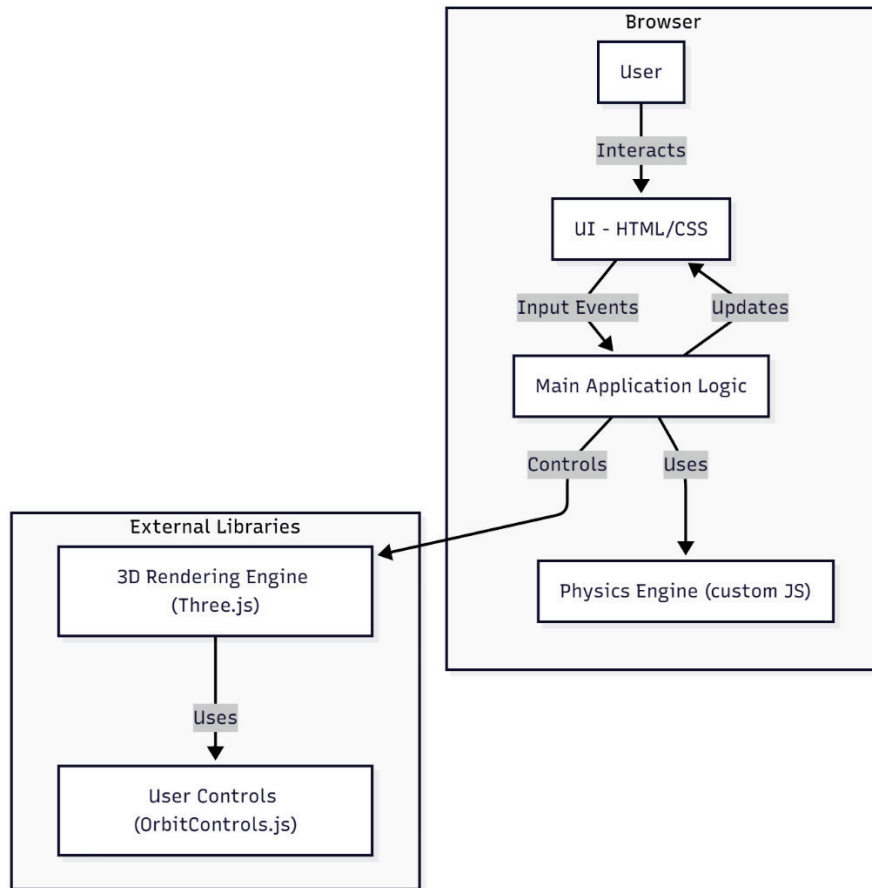 Browser
User
Interacts
UI - HTML/CSS
Input Events
Updates
Main Application Logic
Controls
Uses
External Libraries
3D Rendering Engine
(Three.js)
Physics Engine (custom JS)
Uses
User Controls
(OrbitControls.js)